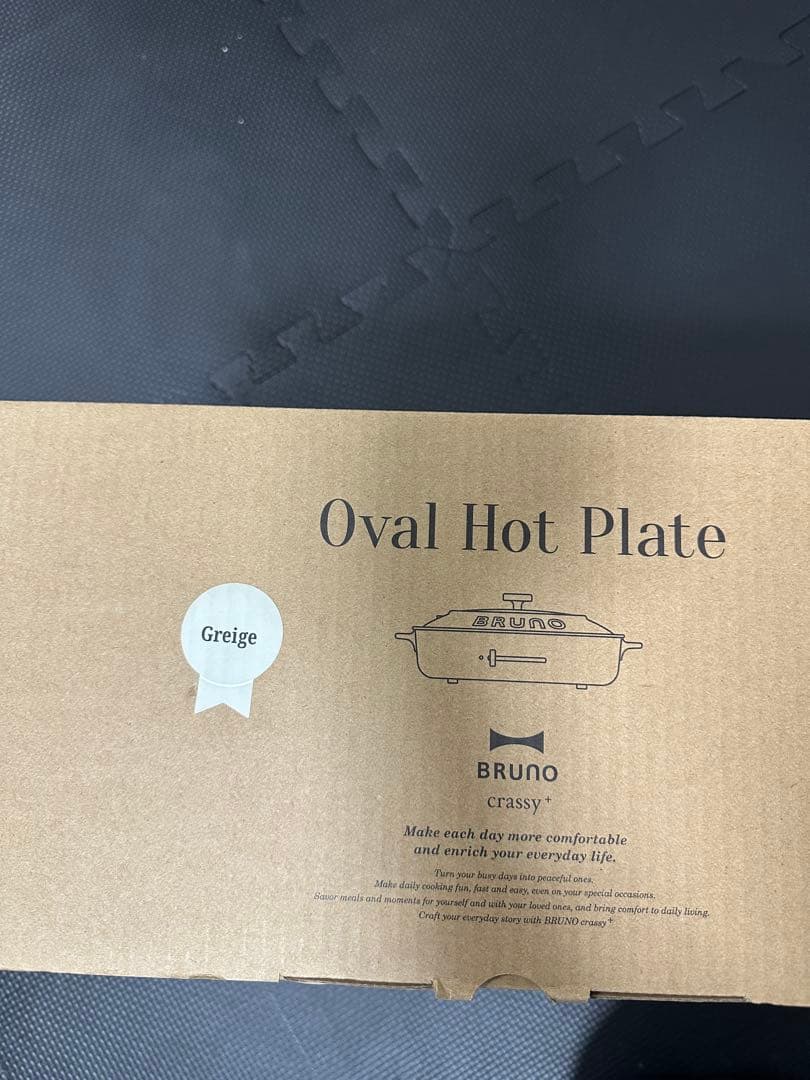 Oval Hot Plate
Greige
BRUNO
BRUNO
crassy+
Make each day more comfortable
and enrich your everyday life.
Turn your busy days into peaceful ones.
Make daily cooking fun, fast and easy, even on your special occasions.
Savor meals and moments for yourself and with your loved ones, and bring comfort to daily living.
Craft your everyday story with BRUNO crassy+